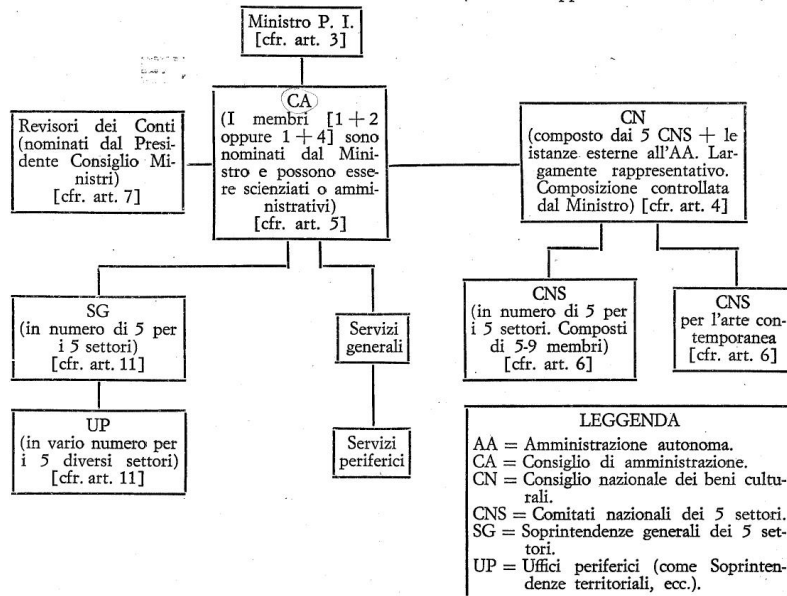 Ministro P. I.
[cfr. art. 3]
CA
(I membri [1+2
oppure 1+4] sono
nominati dal Mini-
stro e possono esse-
re scienziati o ammi-
nistrativi)
[cfr. art. 5]
Revisori dei Conti
(nominati dal Presi-
dente Consiglio Mi-
nistri)
[cfr. art. 7]
CN
(composto dai 5 CNS + le
istanze esterne all'AA. Lar-
gamente rappresentativo.
Composizione controllata
dal Ministro) [cfr. art. 4]
SG
(in numero di 5 per
i 5 settori)
[cfr. art. 11]
Servizi
generali
CNS
(in numero di 5 per
i 5 settori. Composti
di 5-9 membri)
[cfr. art. 6]
CNS
per l'arte con-
temporanea
[cfr. art. 6]
UP
(in vario numero per
i 5 diversi settori)
[cfr. art. 11]
Servizi
periferici
LEGGENDA
AA = Amministrazione autonoma.
CA = Consiglio di amministrazione.
CN = Consiglio nazionale dei beni cultu-
rali.
CNS = Comitati nazionali dei 5 settori.
SG = Soprintendenze generali dei 5 set-
tori.
UP = Uffici periferici (come Soprinten-
denze territoriali, ecc.).